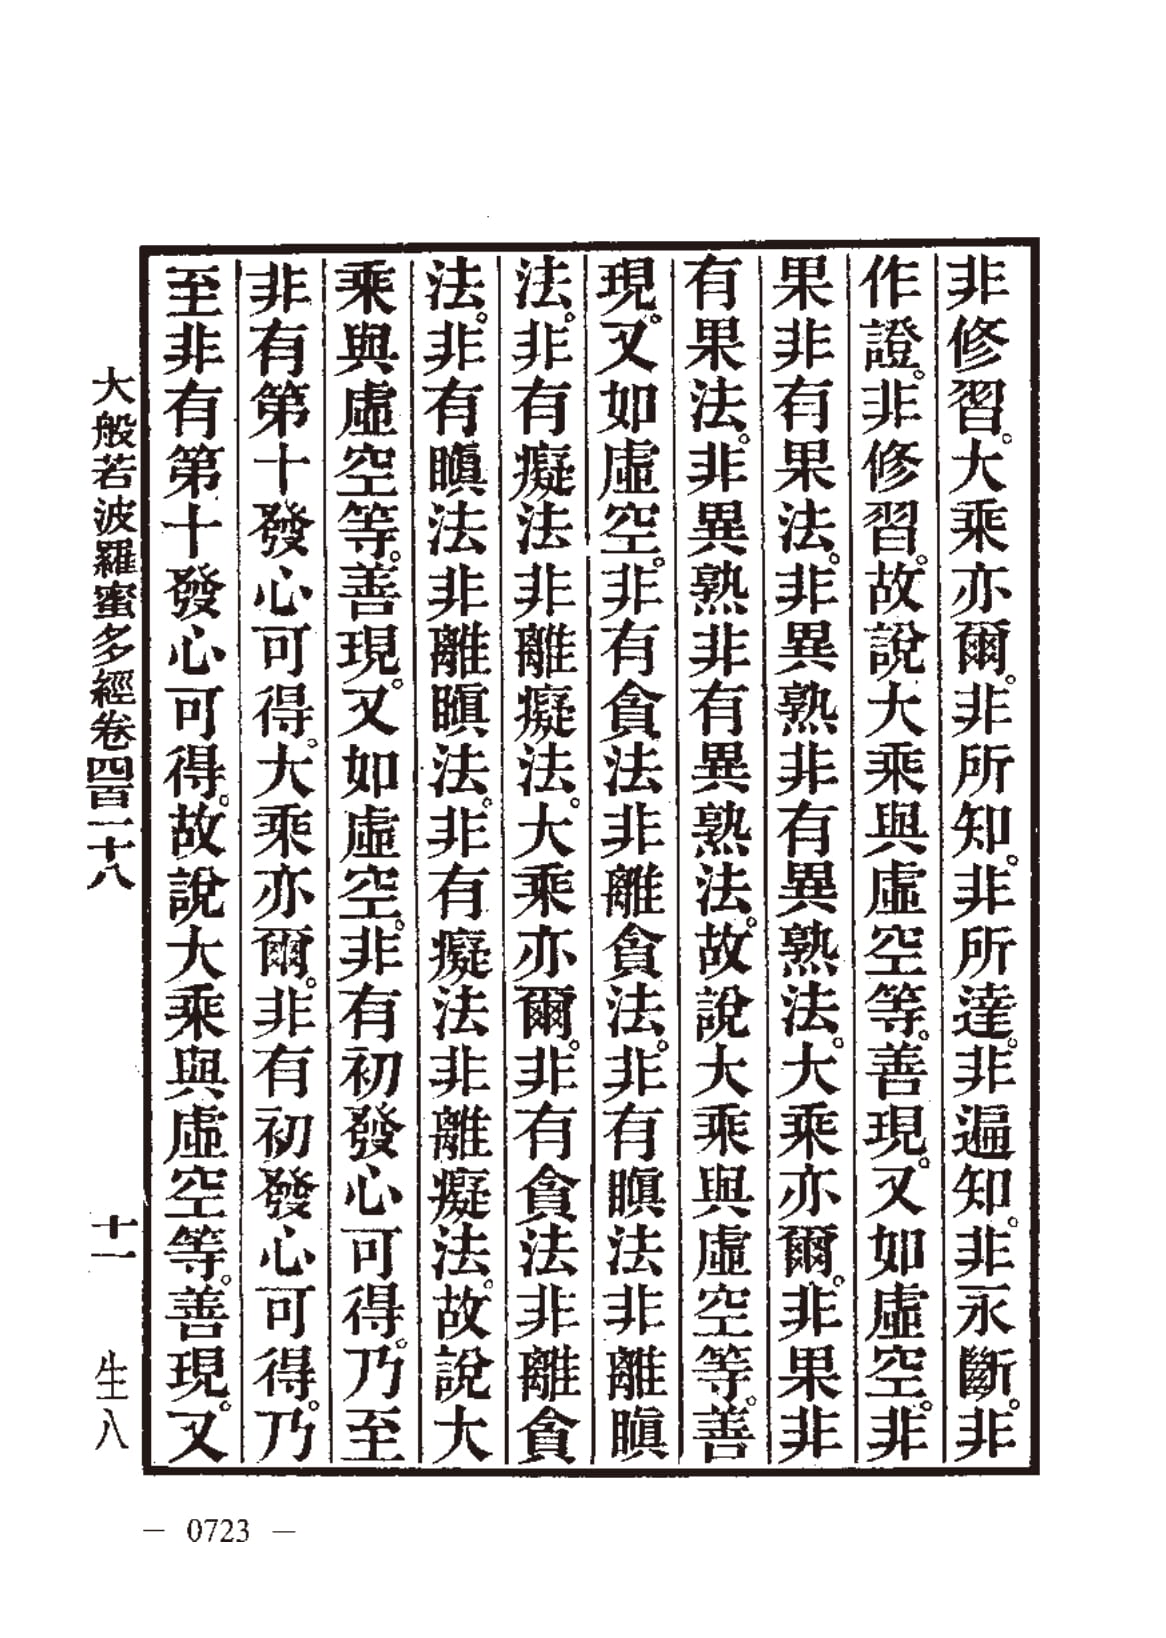 非修習。大乘亦爾。非所知。非所達。非遍知。非永斷。非
作證。非修習。故說大乘與虛空等。善現。又如虛空。非
果非有果法。非異熟非有異熟法。大乘亦爾。非果非
有果法。非異熟非有異熟法。故說大乘與虛空等。善
現。又如虛空。非有貪法非離貪法。非有瞋法非離瞋
法。非有癡法非離癡法。大乘亦爾。非有貪法非離貪
法。非有瞋法非離瞋法。非有癡法非離癡法。故說大
乘與虛空等。善現。又如虛空。非有初發心可得。乃至
非有第十發心可得。大乘亦爾。非有初發心可得。乃
至非有第十發心可得。故說大乘與虛空等。善現。又
大般若波羅蜜多經卷四百一十八 十一 生八
— 0723 —